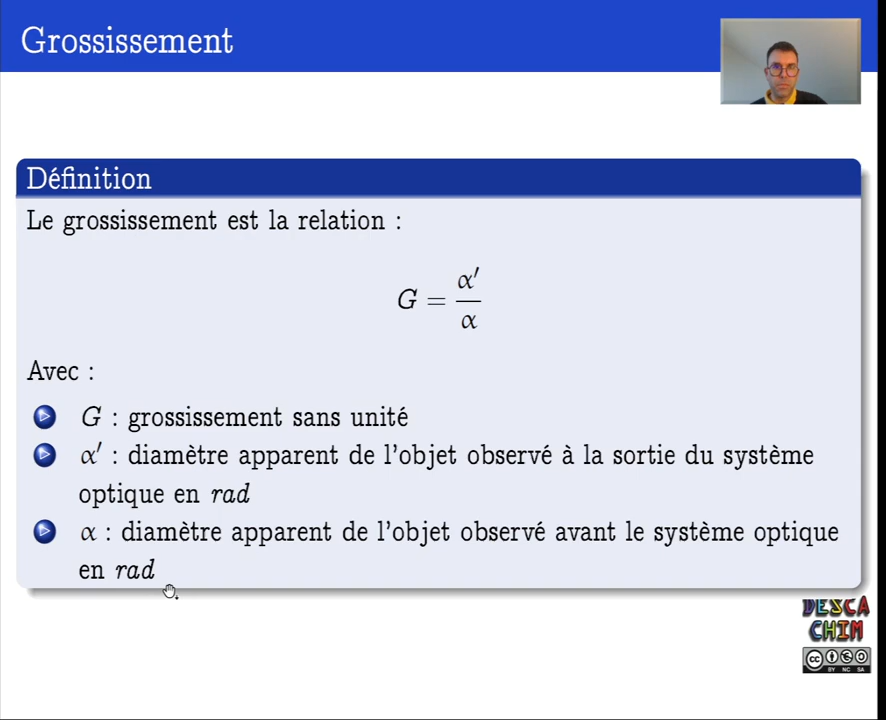 Grossissement
Définition
Le grossissement est la relation :
G = α′/α
Avec :
G : grossissement sans unité
α′ : diamètre apparent de l'objet observé à la sortie du système
optique en rad
α : diamètre apparent de l'objet observé avant le système optique
en rad
DESCA
CHIM
cc
BY NC SA